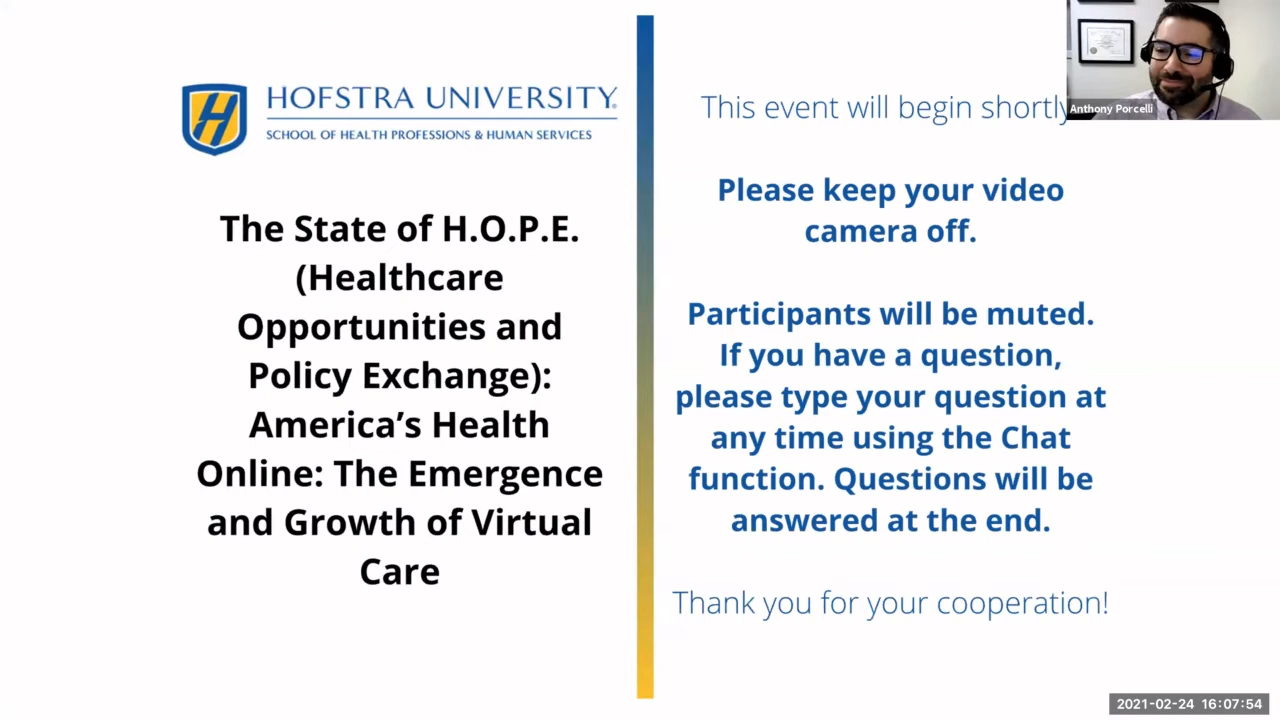 HOFSTRA UNIVERSITY®
SCHOOL OF HEALTH PROFESSIONS & HUMAN SERVICES
The State of H.O.P.E.
(Healthcare
Opportunities and
Policy Exchange):
America’s Health
Online: The Emergence
and Growth of Virtual
Care
This event will begin shortly
Please keep your video
camera off.
Participants will be muted.
If you have a question,
please type your question at
any time using the Chat
function. Questions will be
answered at the end.
Thank you for your cooperation!
Anthony Porcelli
2021-02-24 16:07:54